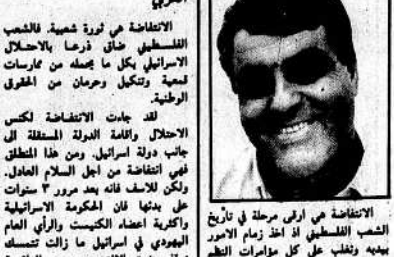 العربي
الانتفاضة هي ثورة شعبية. فالشعب
الفلسطيني ضاق ذرعا بالاحتلال
الاسرائيلي بكل ما يحمله من ممارسات
قمعية وتنكيل وحرمان من الحقوق
الوطنية.
لقد جاءت الانتفاضة لكنس
الاحتلال واقامة الدولة المستقلة الى
جانب دولة اسرائيل. ومن هذا المنطلق
فهي انتفاضة من اجل السلام العادل.
ولكن للاسف فانه بعد مرور ٣ سنوات
على بدئها فان الحكومة الاسرائيلية
واكثرية اعضاء الكنيست والرأي العام
اليهودي في اسرائيل ما زالت تتمسك
الانتفاضة هي ارقى مرحلة في تاريخ
الشعب الفلسطيني اذ اخذ زمام الامور
بيديه وتغلب على كل مؤامرات النظم